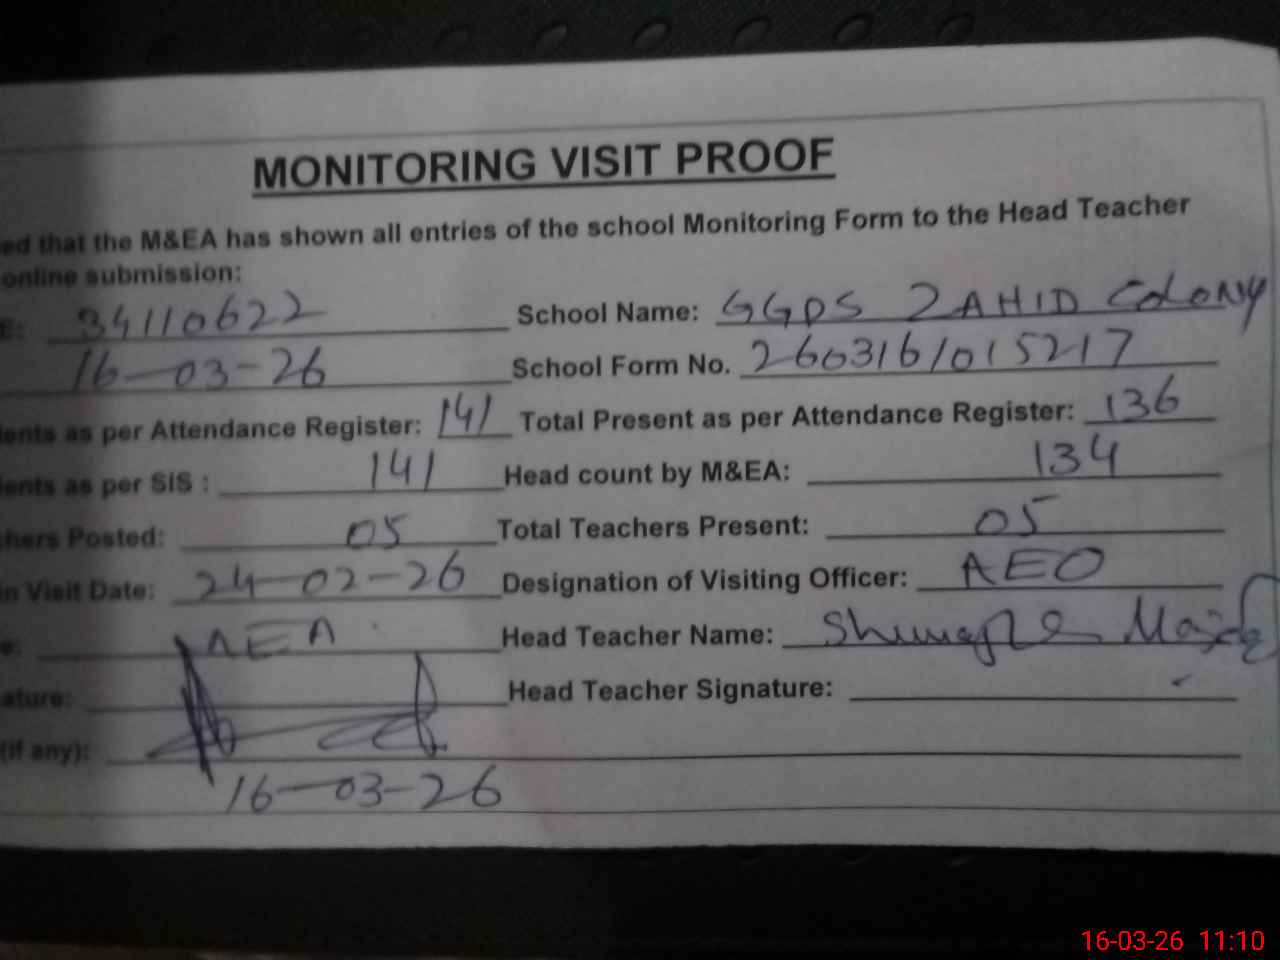 MONITORING VISIT PROOF
ed that the M&EA has shown all entries of the school Monitoring Form to the Head Teacher
online submission:
E: 34110622 School Name: GGPS ZAHID COLONY
16-03-26 School Form No. 260316/015217
ents as per Attendance Register: 141 Total Present as per Attendance Register: 136
ents as per SIS : 141 Head count by M&EA: 134
hers Posted: 05 Total Teachers Present: 05
in Visit Date: 24-02-26 Designation of Visiting Officer: AEO
e: MEA Head Teacher Name:
ature: Head Teacher Signature:
(if any):
16-03-26
16-03-26 11:10